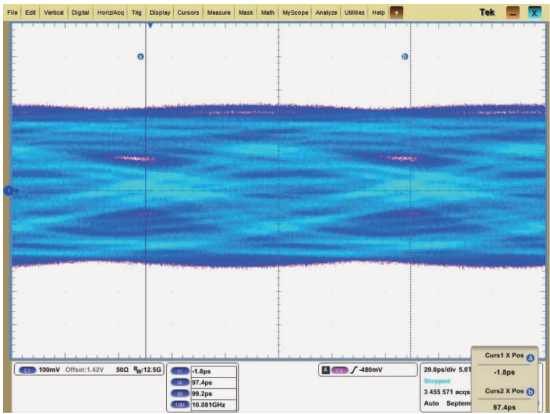 File Edit Vertical Digital Horiz/Acq Trig Display Cursors Measure Mask Math MyScope Analyze Utilities Help
Tek
X
a
b
1
100mV Offset:1.42V 50Ω BW:12.5G
-1.8ps
97.4ps
99.2ps
10.081GHz
A
-480mV
20.0ps/div
Stopped
3 455 571 acqs
Auto
Curs1 X Pos a
-1.8ps
Curs2 X Pos b
97.4ps